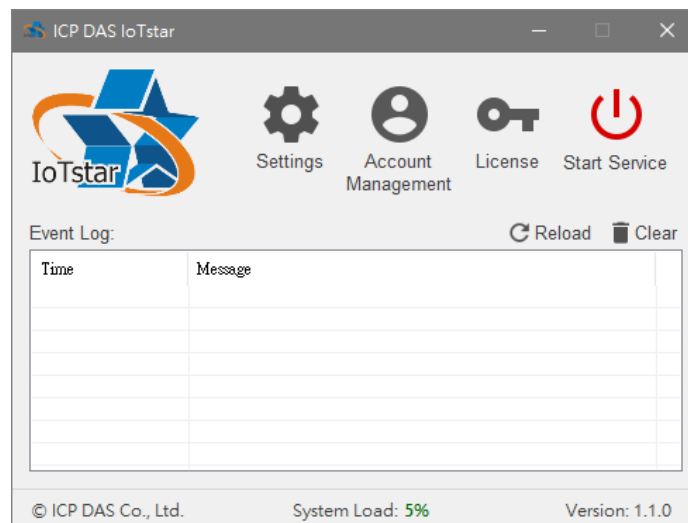 ICP DAS IoTstar
IoTstar
Settings
Account
Management
License
Start Service
Event Log:
Reload
Clear
Time
Message
© ICP DAS Co., Ltd.
System Load: 5%
Version: 1.1.0